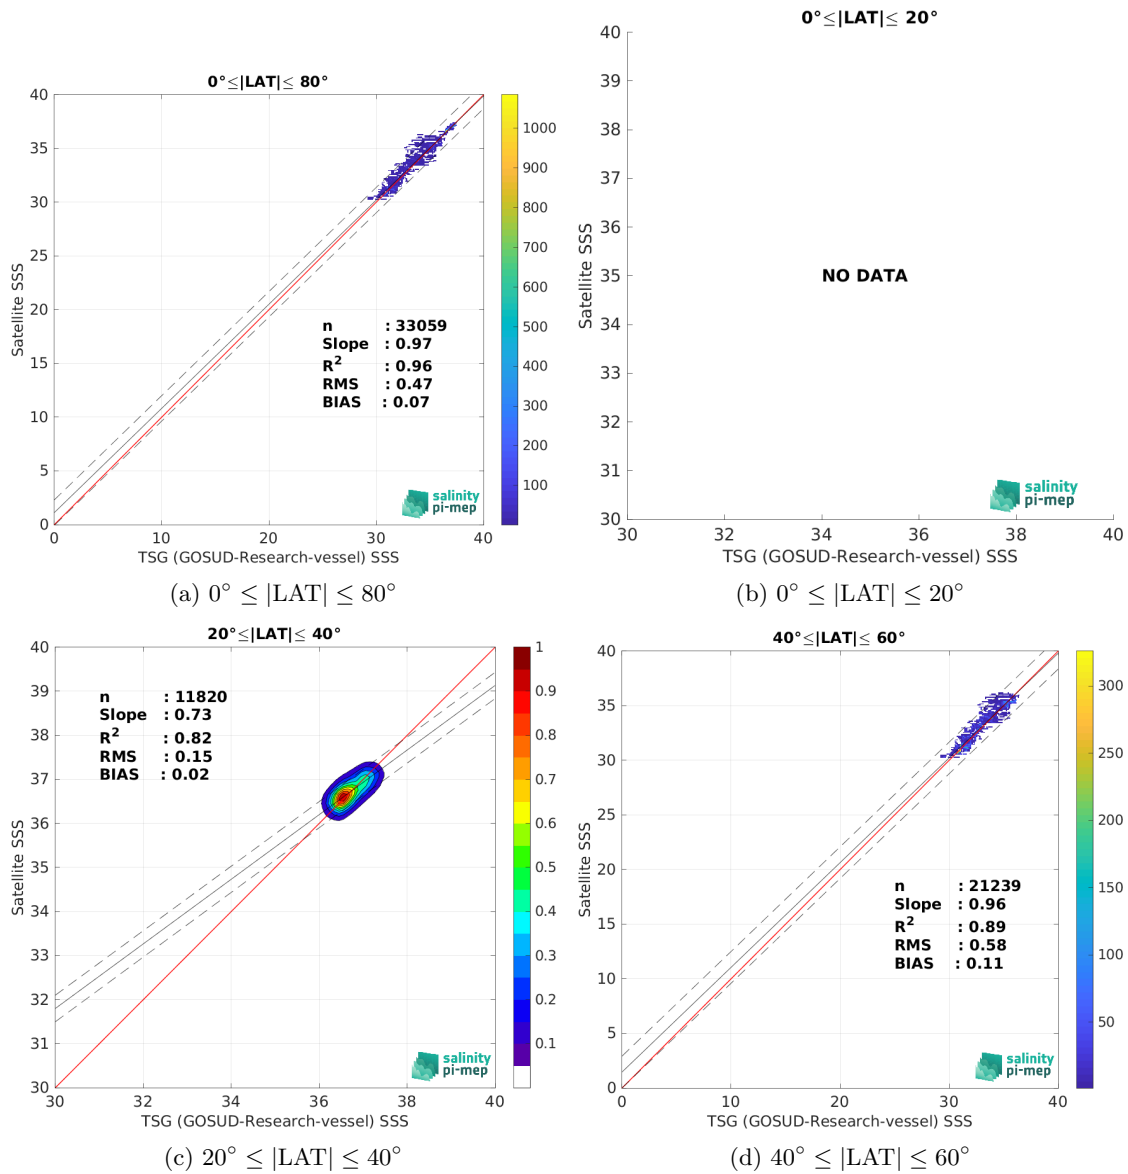 0°≤|LAT|≤ 80°
40
35
30
25
20
15
10
5
0
0
10
20
30
40
Satellite SSS
TSG (GOSUD-Research-vessel) SSS
n : 33059
Slope : 0.97
R² : 0.96
RMS : 0.47
BIAS : 0.07
salinity
pi-mep
1000
900
800
700
600
500
400
300
200
100
(a) 0° ≤ |LAT| ≤ 80°
0°≤|LAT|≤ 20°
40
39
38
37
36
35
34
33
32
31
30
30
32
34
36
38
40
Satellite SSS
NO DATA
TSG (GOSUD-Research-vessel) SSS
salinity
pi-mep
(b) 0° ≤ |LAT| ≤ 20°
20°≤|LAT|≤ 40°
40
39
38
37
36
35
34
33
32
31
30
30
32
34
36
38
40
Satellite SSS
TSG (GOSUD-Research-vessel) SSS
n : 11820
Slope : 0.73
R² : 0.82
RMS : 0.15
BIAS : 0.02
salinity
pi-mep
1
0.9
0.8
0.7
0.6
0.5
0.4
0.3
0.2
0.1
(c) 20° ≤ |LAT| ≤ 40°
40°≤|LAT|≤ 60°
40
35
30
25
20
15
10
5
0
0
10
20
30
40
Satellite SSS
TSG (GOSUD-Research-vessel) SSS
n : 21239
Slope : 0.96
R² : 0.89
RMS : 0.58
BIAS : 0.11
salinity
pi-mep
300
250
200
150
100
50
(d) 40° ≤ |LAT| ≤ 60°